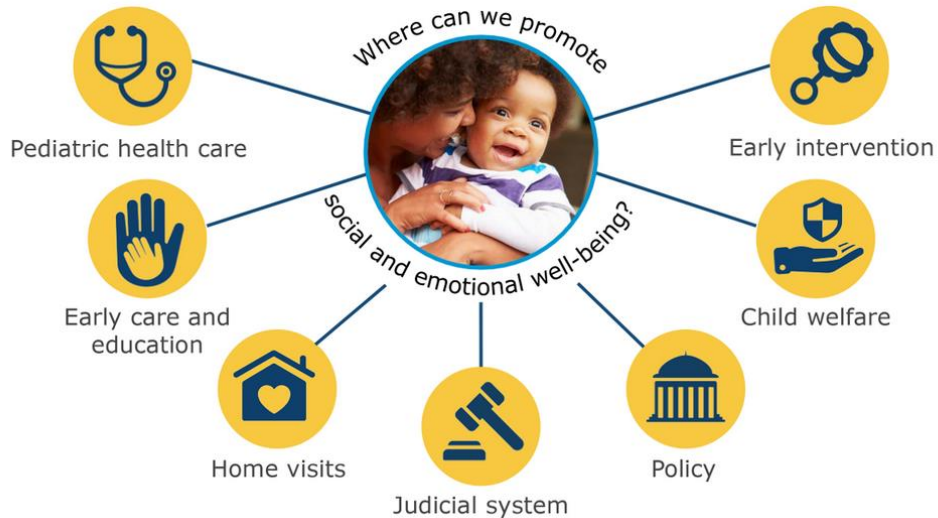 Where can we promote
social and emotional well-being?
Pediatric health care
Early intervention
Early care and
education
Child welfare
Home visits
Judicial system
Policy